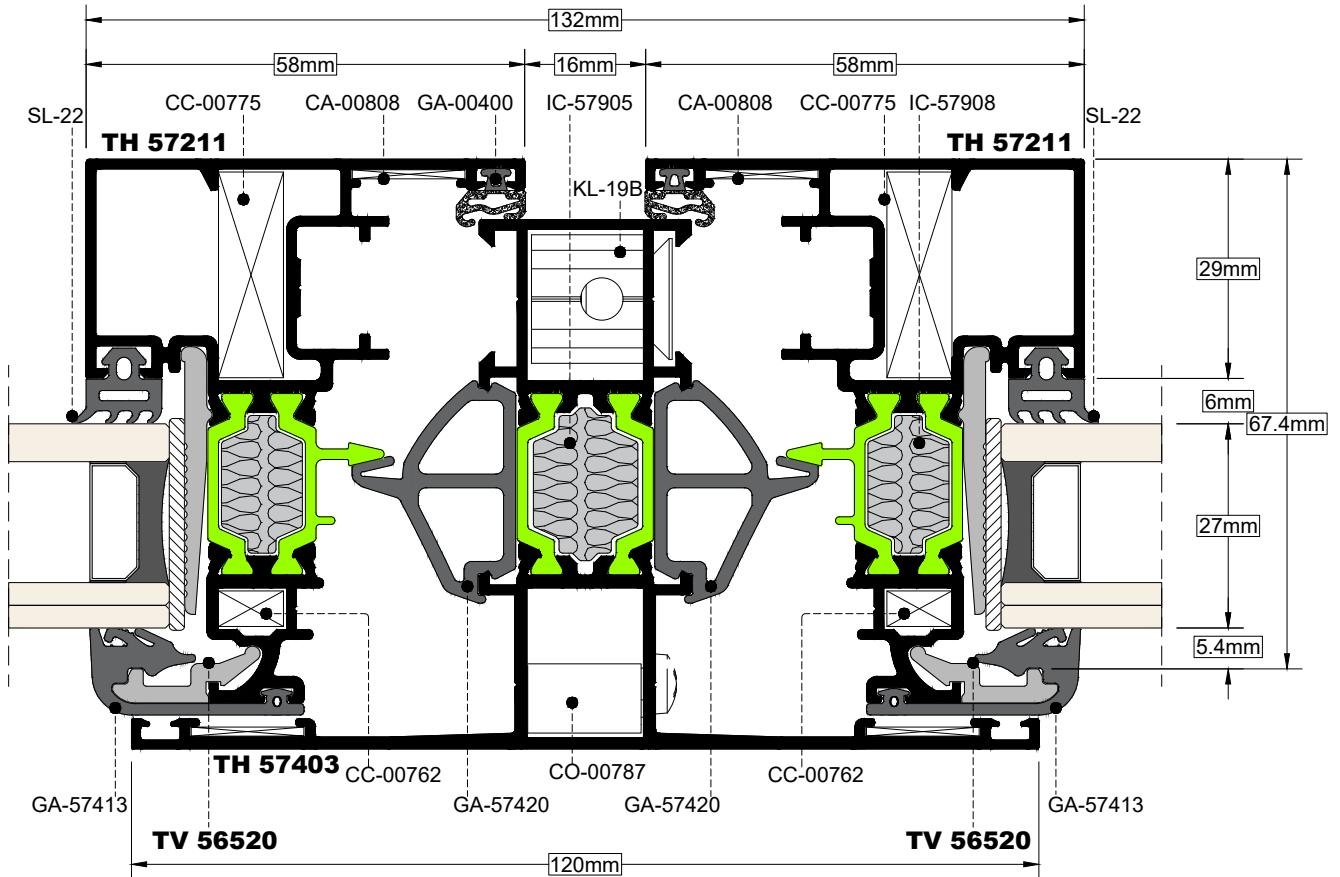 132mm
58mm
16mm
58mm
CC-00775
CA-00808
GA-00400
IC-57905
CA-00808
CC-00775
IC-57908
SL-22
SL-22
TH 57211
TH 57211
KL-19B
29mm
6mm
67.4mm
27mm
5.4mm
TH 57403
CC-00762
CO-00787
CC-00762
GA-57413
GA-57420
GA-57420
GA-57413
TV 56520
TV 56520
120mm